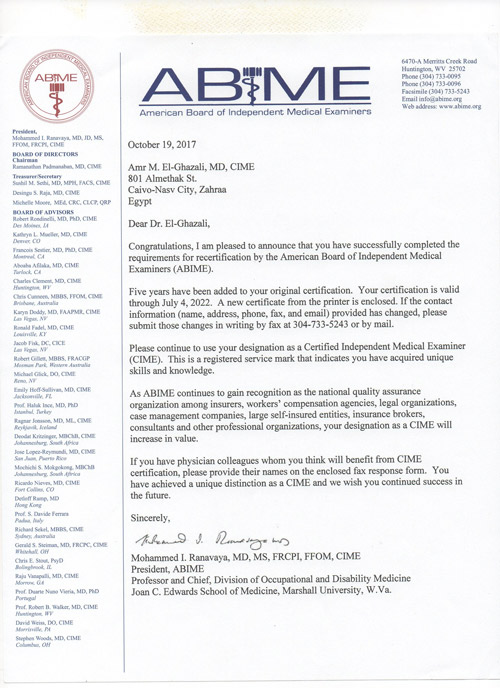 AMERICAN BOARD OF INDEPENDENT MEDICAL EXAMINERS
ABIME
ABIME
American Board of Independent Medical Examiners
6470-A Merritts Creek Road
Huntington, WV 25702
Phone (304) 733-0095
Phone (304) 733-0096
Facsimile (304) 733-5243
Email info@abime.org
Web address: www.abime.org
President,
Mohammed I. Ranavaya, MD, JD, MS,
FFOM, FRCPI, CIME
BOARD OF DIRECTORS
Chairman
Ramanathan Padmanaban, MD, CIME
Treasurer/Secretary
Sushil M. Sethi, MD, MPH, FACS, CIME
Desingu S. Raja, MD, CIME
Michelle Moore, MEd, CRC, CLCP, QRP
BOARD OF ADVISORS
Robert Rondinelli, MD, PhD, CIME
Des Moines, IA
Kathryn L. Mueller, MD, CIME
Denver, CO
Francois Sestier, MD, PhD, CIME
Montreal, CA
Aboaba Afilaka, MD, CIME
Turlock, CA
Charles Clement, MD, CIME
Huntington, WV
Chris Cunneen, MBBS, FFOM, CIME
Brisbane, Australia
Karyn Doddy, MD, FAAPMR, CIME
Las Vegas, NV
Ronald Fadel, MD, CIME
Louisville, KY
Jacob Fisk, DC, CICE
Las Vegas, NV
Robert Gillett, MBBS, FRACGP
Mosman Park, Western Australia
Michael Glick, DO, CIME
Reno, NV
Emily Hoff-Sullivan, MD, CIME
Jacksonville, FL
Prof. Haluk Ince, MD, PhD
Istanbul, Turkey
Ragnar Jonsson, MD, ML, CIME
Reykjavik, Iceland
Deodat Kritzinger, MBChB, CIME
Johannesburg, South Africa
Jose Lopez-Reymundi, MD, CIME
San Juan, Puerto Rico
Mochichi S. Mokgokong, MBChB
Johannesburg, South Africa
Ricardo Nieves, MD, CIME
Fort Collins, CO
Detloff Rump, MD
Hong Kong
Prof. S. Davide Ferrara
Padua, Italy
Richard Sekel, MBBS, CIME
Sydney, Australia
Gerald S. Steiman, MD, FRCPC, CIME
Whitehall, OH
Chris E. Stout, PsyD
Bolingbrook, IL
Raju Vanapalli, MD, CIME
Morrow, GA
Prof. Duarte Nuno Vieria, MD, PhD
Portugal
Prof. Robert B. Walker, MD, CIME
Huntington, WV
David Weiss, DO, CIME
Morrisville, PA
Stephen Woods, MD, CIME
Columbus, OH
October 19, 2017
Amr M. El-Ghazali, MD, CIME
801 Almethak St.
Caivo-Nasv City, Zahraa
Egypt
Dear Dr. El-Ghazali,
Congratulations, I am pleased to announce that you have successfully completed the
requirements for recertification by the American Board of Independent Medical
Examiners (ABIME).
Five years have been added to your original certification. Your certification is valid
through July 4, 2022. A new certificate from the printer is enclosed. If the contact
information (name, address, phone, fax, and email) provided has changed, please
submit those changes in writing by fax at 304-733-5243 or by mail.
Please continue to use your designation as a Certified Independent Medical Examiner
(CIME). This is a registered service mark that indicates you have acquired unique
skills and knowledge.
As ABIME continues to gain recognition as the national quality assurance
organization among insurers, workers' compensation agencies, legal organizations,
case management companies, large self-insured entities, insurance brokers,
consultants and other professional organizations, your designation as a CIME will
increase in value.
If you have physician colleagues whom you think will benefit from CIME
certification, please provide their names on the enclosed fax response form. You
have achieved a unique distinction as a CIME and we wish you continued success in
the future.
Sincerely,
Mohammed I. Ranavaya
Mohammed I. Ranavaya, MD, MS, FRCPI, FFOM, CIME
President, ABIME
Professor and Chief, Division of Occupational and Disability Medicine
Joan C. Edwards School of Medicine, Marshall University, W.Va.